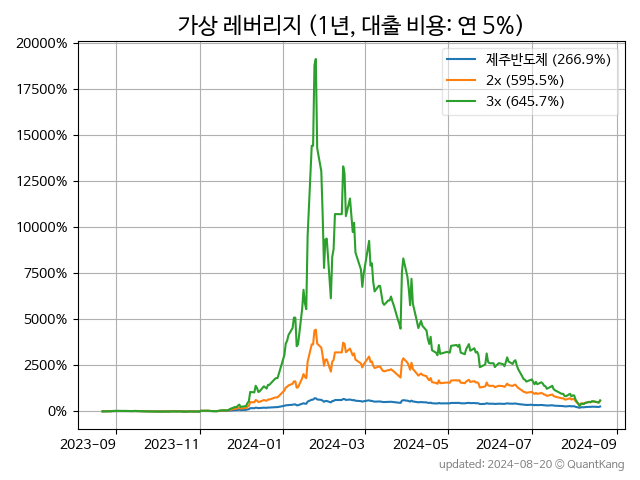 가상 레버리지 (1년, 대출 비용: 연 5%)
20000%
17500%
15000%
12500%
10000%
7500%
5000%
2500%
0%
제주반도체 (266.9%)
2x (595.5%)
3x (645.7%)
2023-09 2023-11 2024-01 2024-03 2024-05 2024-07 2024-09
updated: 2024-08-20 © QuantKang